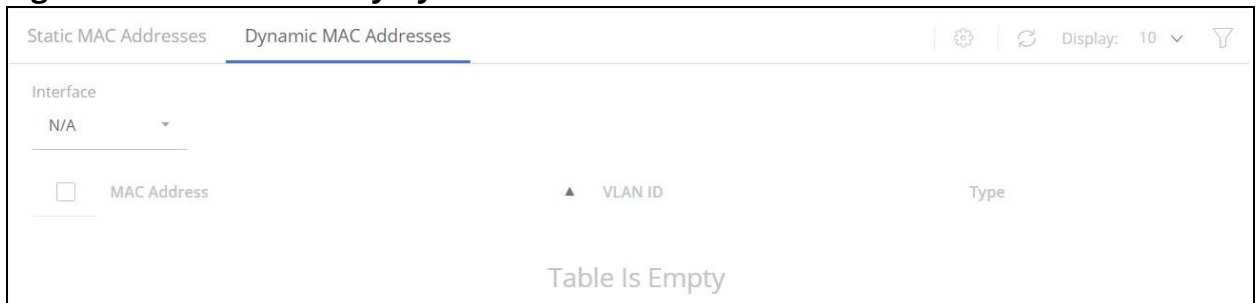 Static MAC Addresses Dynamic MAC Addresses Display: 10
Interface
N/A
MAC Address VLAN ID Type
Table Is Empty